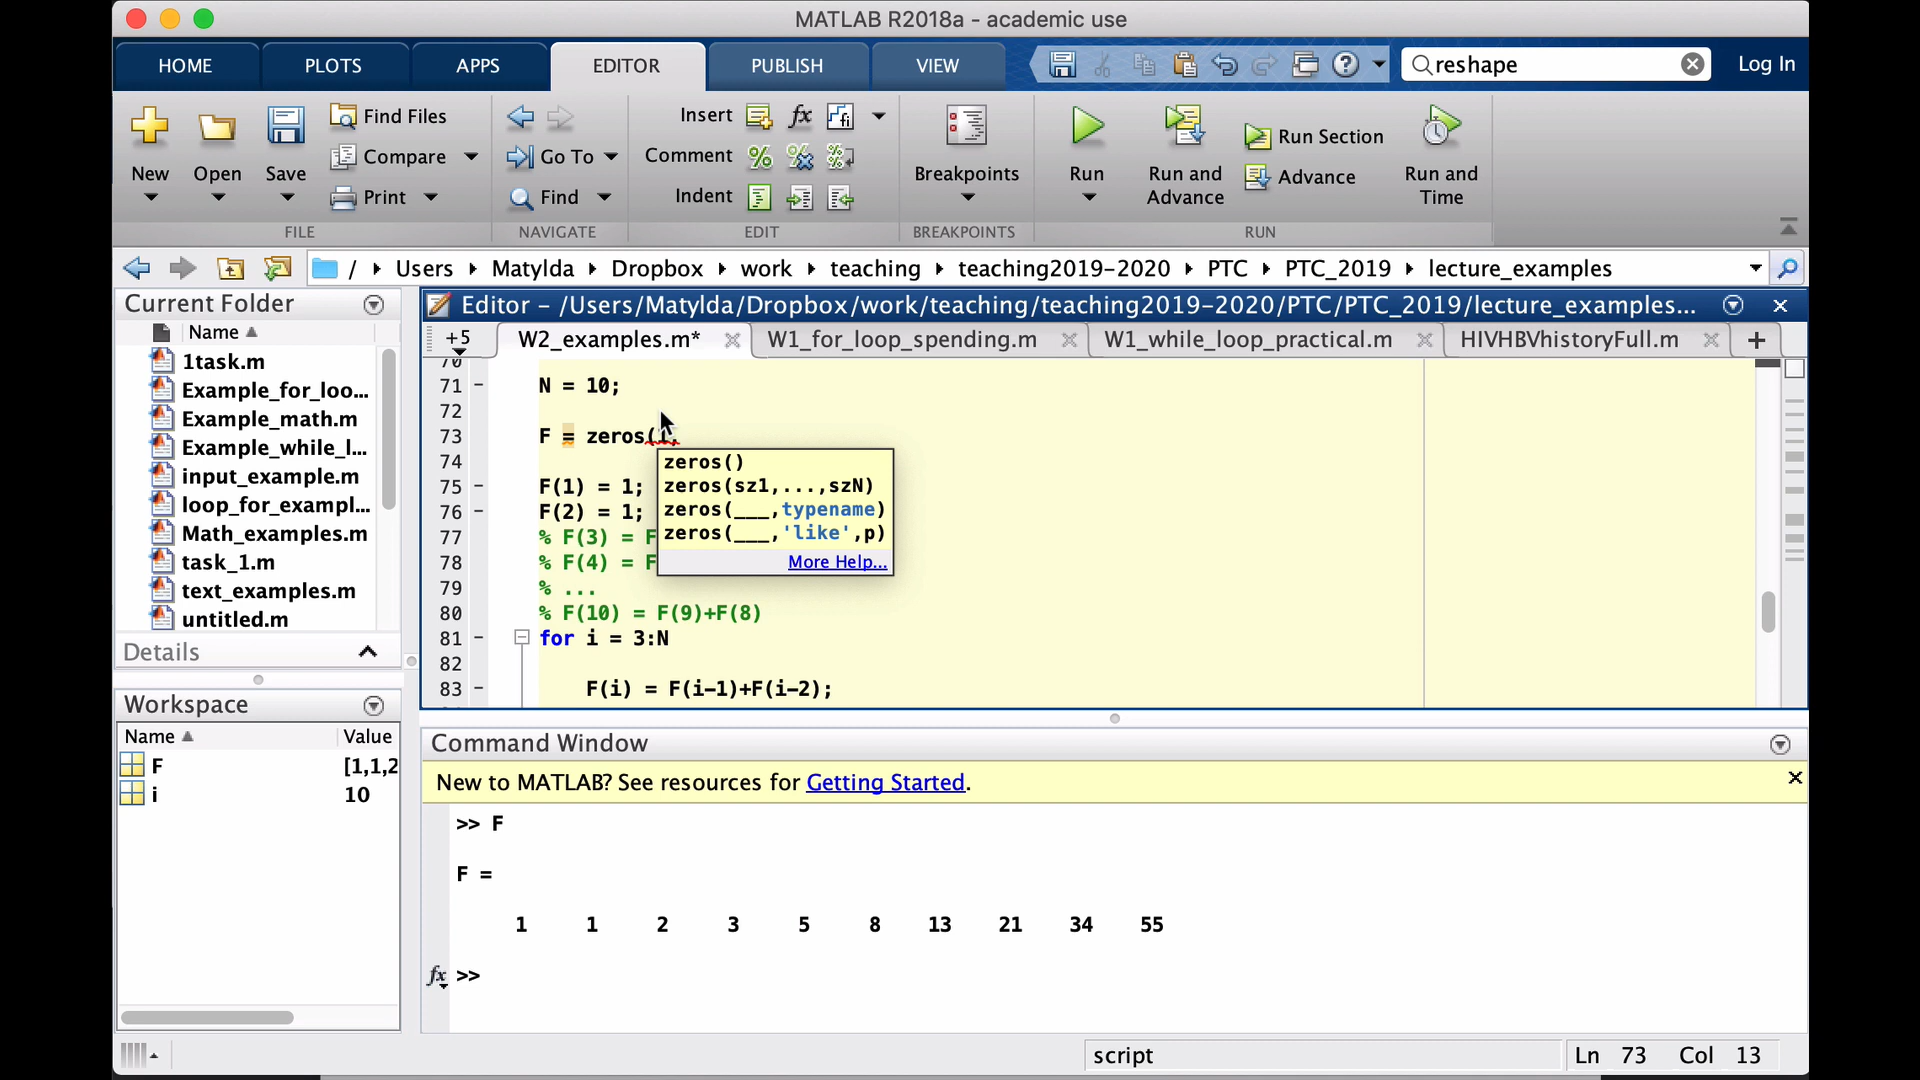 MATLAB R2018a - academic use
HOME PLOTS APPS EDITOR PUBLISH VIEW reshape Log In
New Open Save Find Files Compare Print
Go To Find
Insert fx fi
Comment % % %
Indent
Breakpoints
Run Run and Advance Run Section Advance Run and Time
FILE NAVIGATE EDIT BREAKPOINTS RUN
/ Users Matylda Dropbox work teaching teaching2019-2020 PTC PTC_2019 lecture_examples
Current Folder
Name
1task.m
Example_for_loo...
Example_math.m
Example_while_l...
input_example.m
loop_for_exampl...
Math_examples.m
task_1.m
text_examples.m
untitled.m
Details
Workspace
Name Value
F [1,1,2
i 10
Editor - /Users/Matylda/Dropbox/work/teaching/teaching2019-2020/PTC/PTC_2019/lecture_examples...
+5 W2_examples.m* W1_for_loop_spending.m W1_while_loop_practical.m HIVHBVhistoryFull.m +
70
71 - N = 10;
72
73 F = zeros(1,
74
75 - F(1) = 1;
76 - F(2) = 1;
77 % F(3) = F
78 % F(4) = F
79 % ...
80 % F(10) = F(9)+F(8)
81 - for i = 3:N
82
83 - F(i) = F(i-1)+F(i-2);
zeros()
zeros(sz1,...,szN)
zeros(___,typename)
zeros(___,'like',p)
More Help...
Command Window
New to MATLAB? See resources for Getting Started.
>> F
F =
1 1 2 3 5 8 13 21 34 55
fx >>
script Ln 73 Col 13